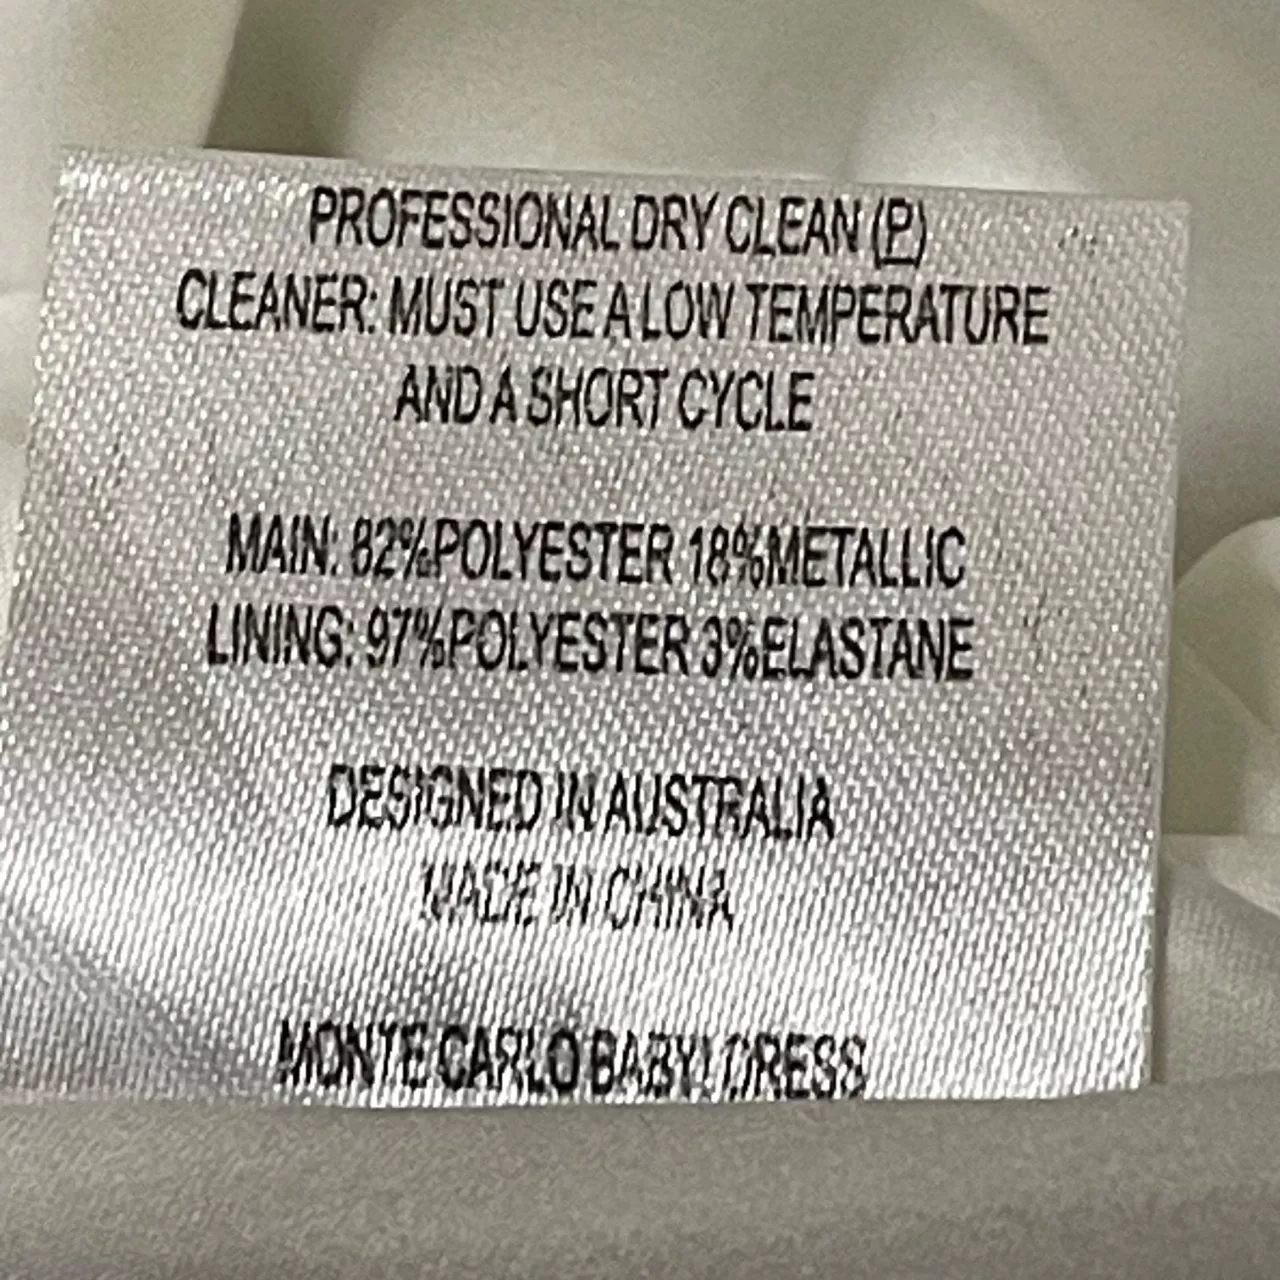 PROFESSIONAL DRY CLEAN (P)
CLEANER: MUST USE A LOW TEMPERATURE
AND A SHORT CYCLE
MAIN: 82%POLYESTER 18%METALLIC
LINING: 97%POLYESTER 3%ELASTANE
DESIGNED IN AUSTRALIA
MADE IN CHINA
MONTE CARLO BABY! DRESS